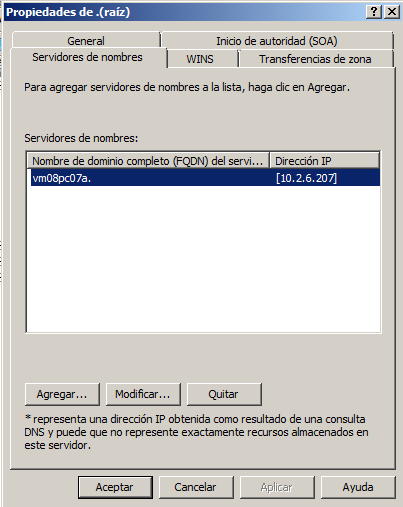 Propiedades de .(raíz)
General
Inicio de autoridad (SOA)
Servidores de nombres
WINS
Transferencias de zona
Para agregar servidores de nombres a la lista, haga clic en Agregar.
Servidores de nombres:
Nombre de dominio completo (FQDN) del servi... Dirección IP
vm08pc07a. [10.2.6.207]
Agregar... Modificar... Quitar
* representa una dirección IP obtenida como resultado de una consulta
DNS y puede que no represente exactamente recursos almacenados en
este servidor.
Aceptar Cancelar Aplicar Ayuda